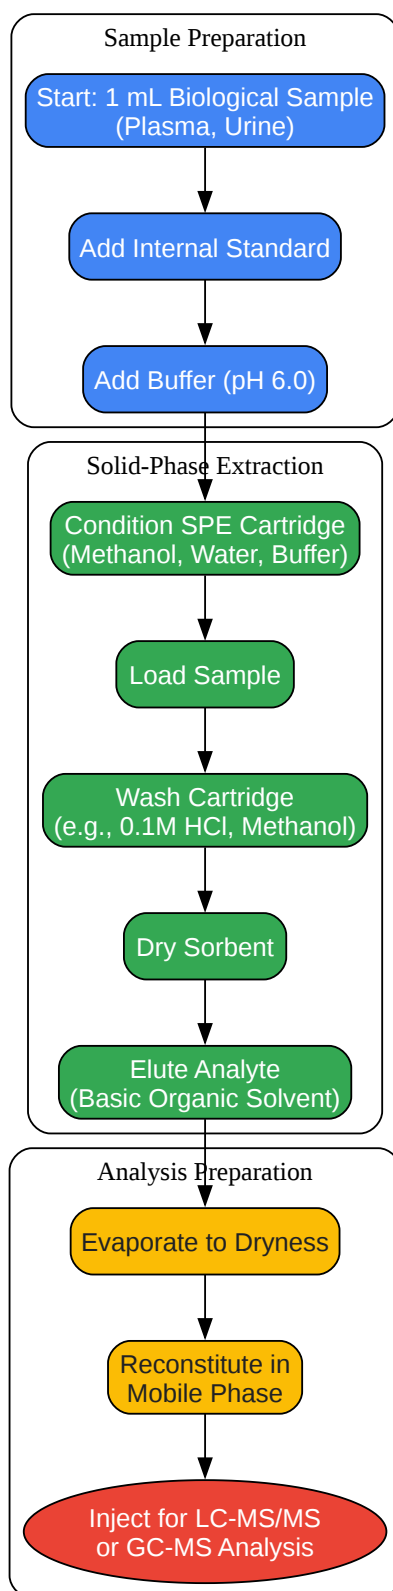 Sample Preparation
Start: 1 mL Biological Sample
(Plasma, Urine)
Add Internal Standard
Add Buffer (pH 6.0)
Solid-Phase Extraction
Condition SPE Cartridge
(Methanol, Water, Buffer)
Load Sample
Wash Cartridge
(e.g., 0.1M HCl, Methanol)
Dry Sorbent
Elute Analyte
(Basic Organic Solvent)
Analysis Preparation
Evaporate to Dryness
Reconstitute in
Mobile Phase
Inject for LC-MS/MS
or GC-MS Analysis